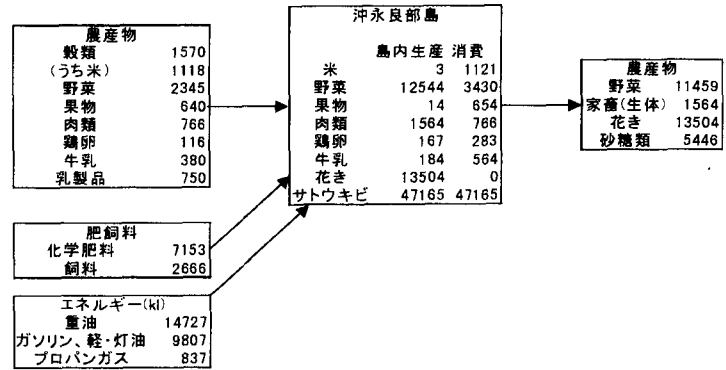 農産物
穀類 1570
(うち米) 1118
野菜 2345
果物 640
肉類 766
鶏卵 116
牛乳 380
乳製品 750
肥飼料
化学肥料 7153
飼料 2666
エネルギー(kl)
重油 14727
ガソリン、軽・灯油 9807
プロパンガス 837
沖永良部島
島内生産 消費
米 3 1121
野菜 12544 3430
果物 14 654
肉類 1564 766
鶏卵 167 283
牛乳 184 564
花き 13504 0
サトウキビ 47165 47165
農産物
野菜 11459
家畜(生体) 1564
花き 13504
砂糖類 5446